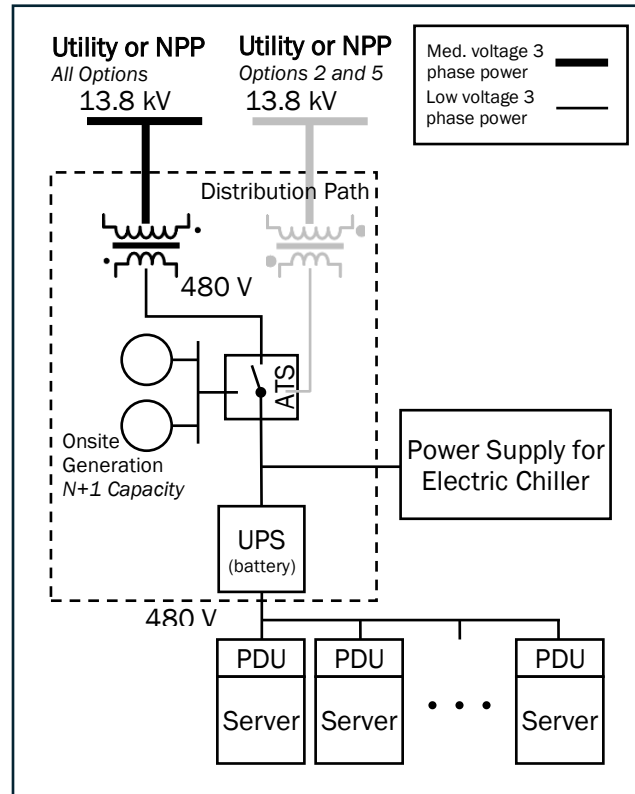 Utility or NPP
All Options
13.8 kV
Utility or NPP
Options 2 and 5
13.8 kV
Med. voltage 3
phase power
Low voltage 3
phase power
Distribution Path
480 V
ATS
Onsite
Generation
N+1 Capacity
Power Supply for
Electric Chiller
UPS
(battery)
480 V
PDU
PDU
PDU
Server
Server
Server